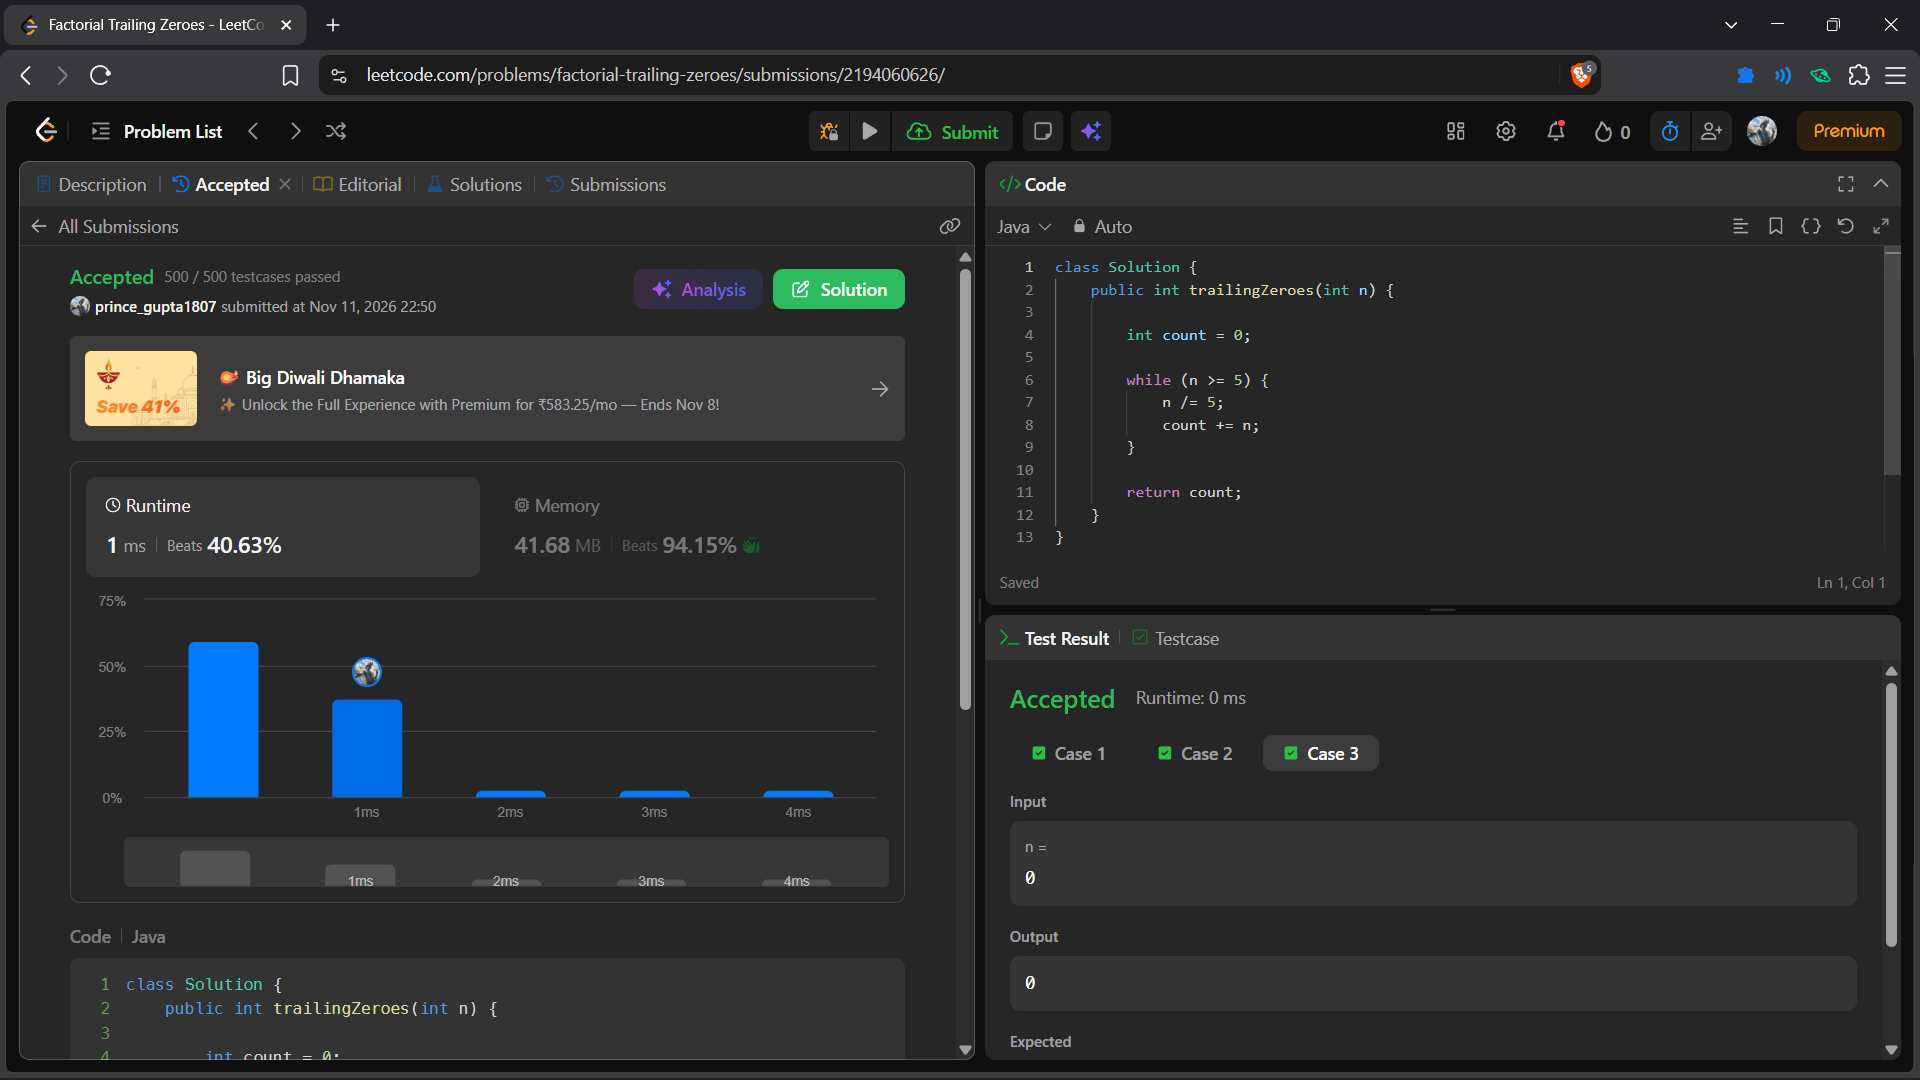 Factorial Trailing Zeroes - LeetCo
leetcode.com/problems/factorial-trailing-zeroes/submissions/2194060626/
5
Problem List
Submit
0
Premium
Description
Accepted
Editorial
Solutions
Submissions
All Submissions
Accepted 500 / 500 testcases passed
prince_gupta1807 submitted at Nov 11, 2026 22:50
Analysis
Solution
Save 41%
Big Diwali Dhamaka
Unlock the Full Experience with Premium for ₹583.25/mo — Ends Nov 8!
Runtime
1 ms Beats 40.63%
Memory
41.68 MB Beats 94.15%
75%
50%
25%
0%
1ms 2ms 3ms 4ms
1ms 2ms 3ms 4ms
Code Java
1 class Solution {
2 public int trailingZeroes(int n) {
3
4 int count = 0;
</> Code
Java Auto
1 class Solution {
2 public int trailingZeroes(int n) {
3
4 int count = 0;
5
6 while (n >= 5) {
7 n /= 5;
8 count += n;
9 }
10
11 return count;
12 }
13 }
Saved
Ln 1, Col 1
Test Result Testcase
Accepted Runtime: 0 ms
Case 1 Case 2 Case 3
Input
n =
0
Output
0
Expected